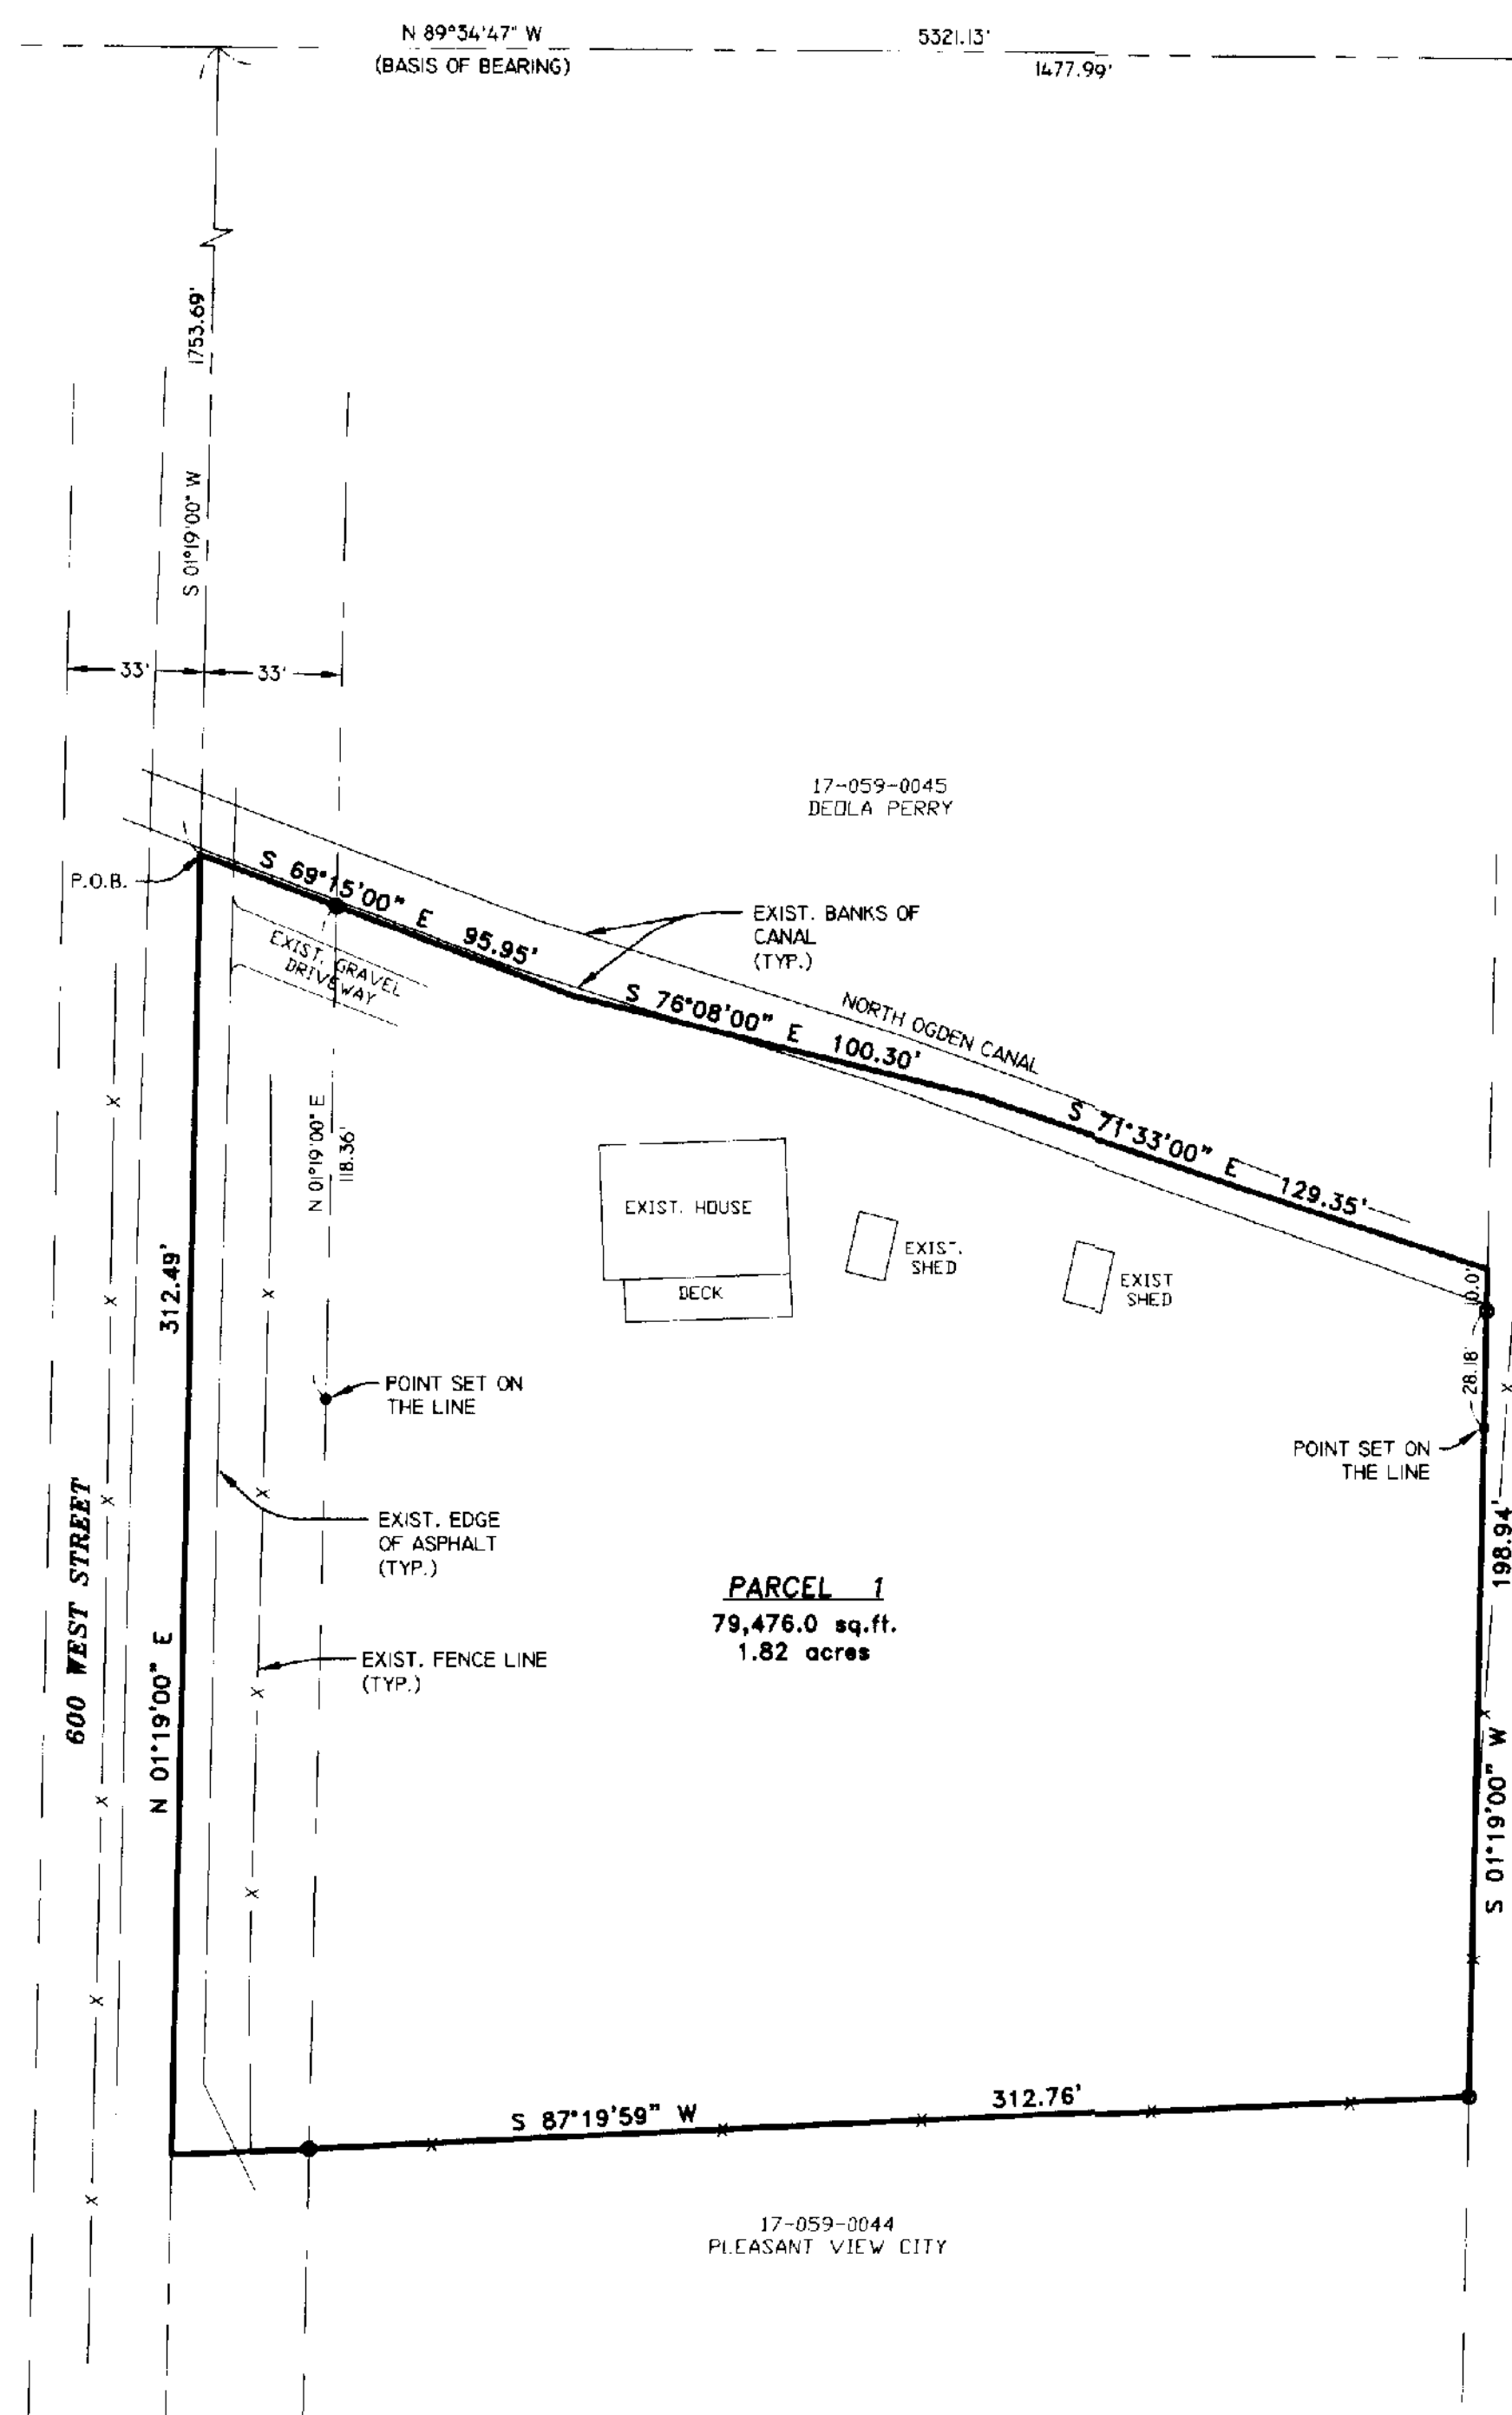 N 89°34'47" W
5321.13'
(BASIS OF BEARING)
1477.99'
1753.69'
S 01°19'00" W
33'
33'
17-059-0045
DEOLA PERRY
P.O.B.
S 69°15'00" E 95.95'
EXIST. BANKS OF
CANAL
(TYP.)
EXIST. GRAVEL
DRIVEWAY
S 76°08'00" E 100.30'
NORTH OGDEN CANAL
S 71°33'00" E 129.35'
N 01°19'00" E
118.36'
EXIST. HOUSE
DECK
EXIST.
SHED
EXIST
SHED
10.0'
28.18'
312.49'
POINT SET ON
THE LINE
POINT SET ON
THE LINE
600 WEST STREET
EXIST. EDGE
OF ASPHALT
(TYP.)
198.94'
PARCEL 1
79,476.0 sq.ft.
1.82 acres
N 01°19'00" E
EXIST. FENCE LINE
(TYP.)
S 01°19'00" W
S 87°19'59" W
312.76'
17-059-0044
PLEASANT VIEW CITY